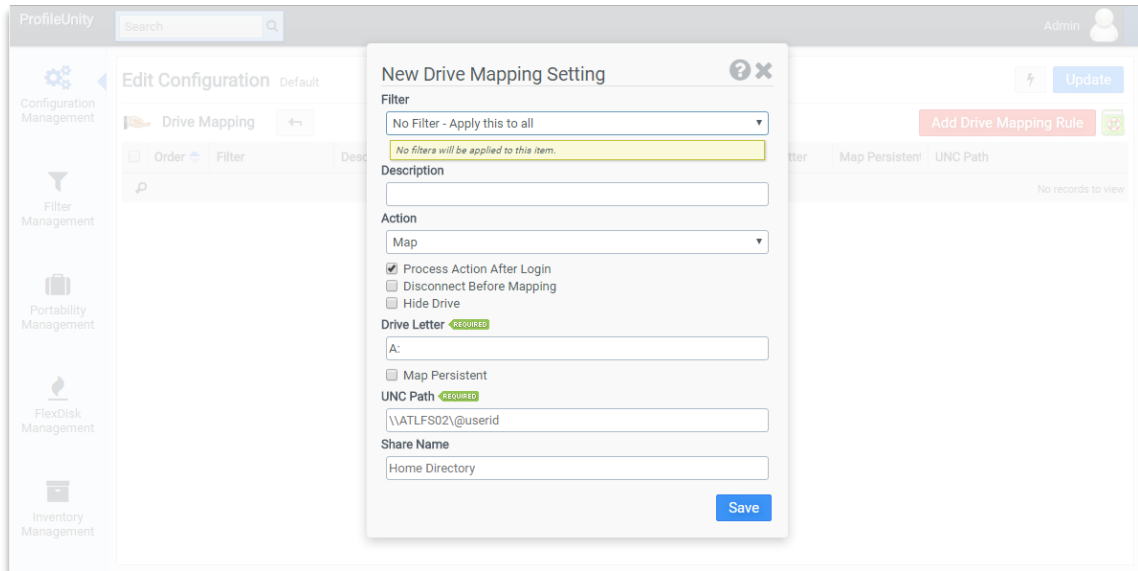 ProfileUnity
Search
Admin
Configuration
Management
Filter
Management
Portability
Management
FlexDisk
Management
Inventory
Management
Edit Configuration Default
Update
Drive Mapping
Add Drive Mapping Rule
Order Filter Desc tter Map Persistent UNC Path
No records to view
New Drive Mapping Setting
Filter
No Filter - Apply this to all
No filters will be applied to this item.
Description
Action
Map
Process Action After Login
Disconnect Before Mapping
Hide Drive
Drive Letter REQUIRED
A:
Map Persistent
UNC Path REQUIRED
\\ATLFS02\@userid
Share Name
Home Directory
Save